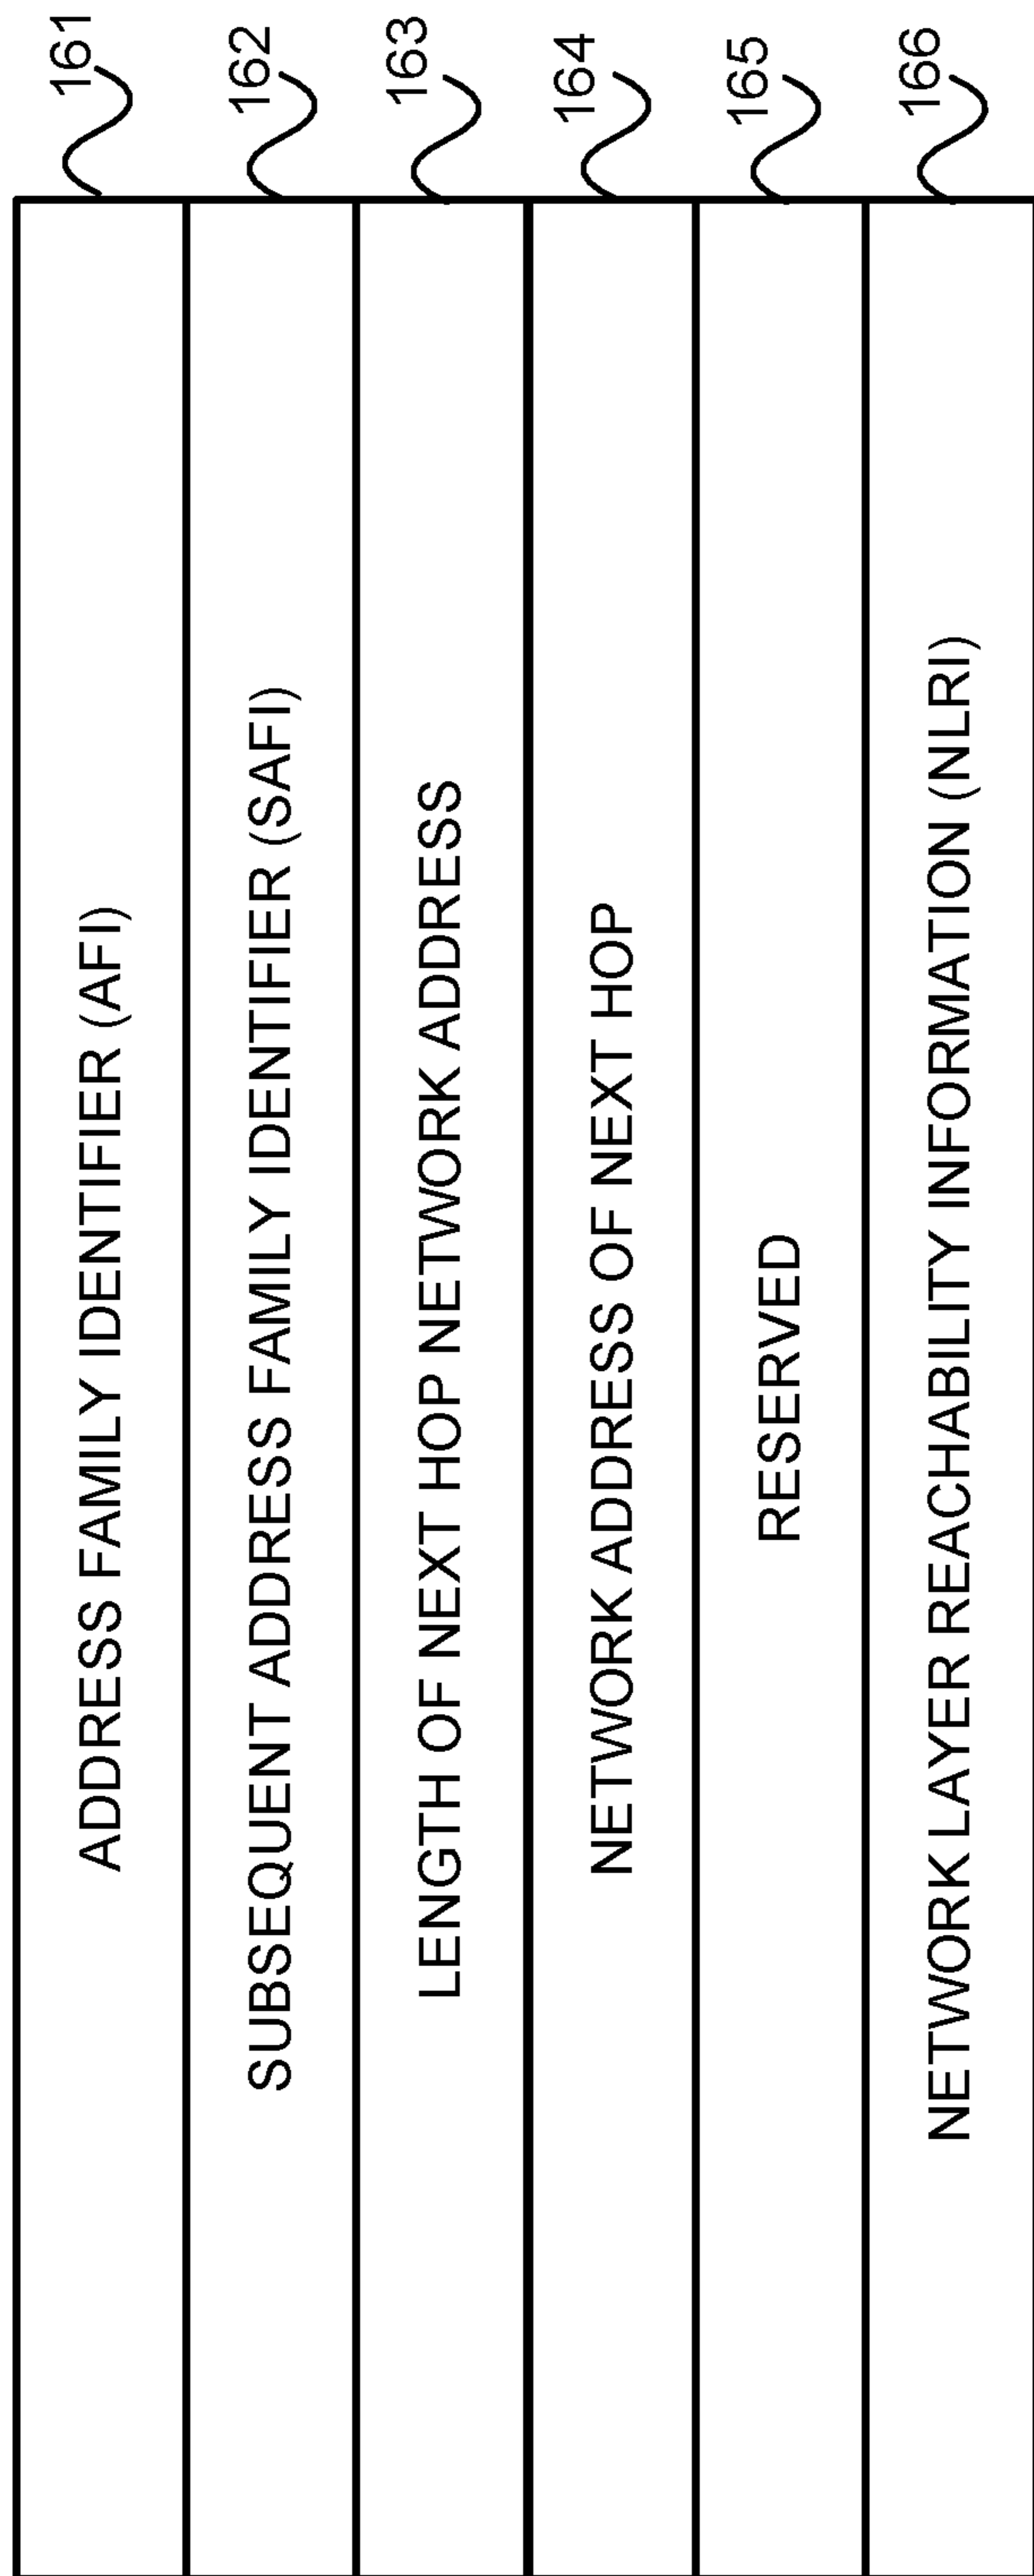 ADDRESS FAMILY IDENTIFIER (AFI) 161
SUBSEQUENT ADDRESS FAMILY IDENTIFIER (SAFI) 162
LENGTH OF NEXT HOP NETWORK ADDRESS 163
NETWORK ADDRESS OF NEXT HOP 164
RESERVED 165
NETWORK LAYER REACHABILITY INFORMATION (NLRI) 166